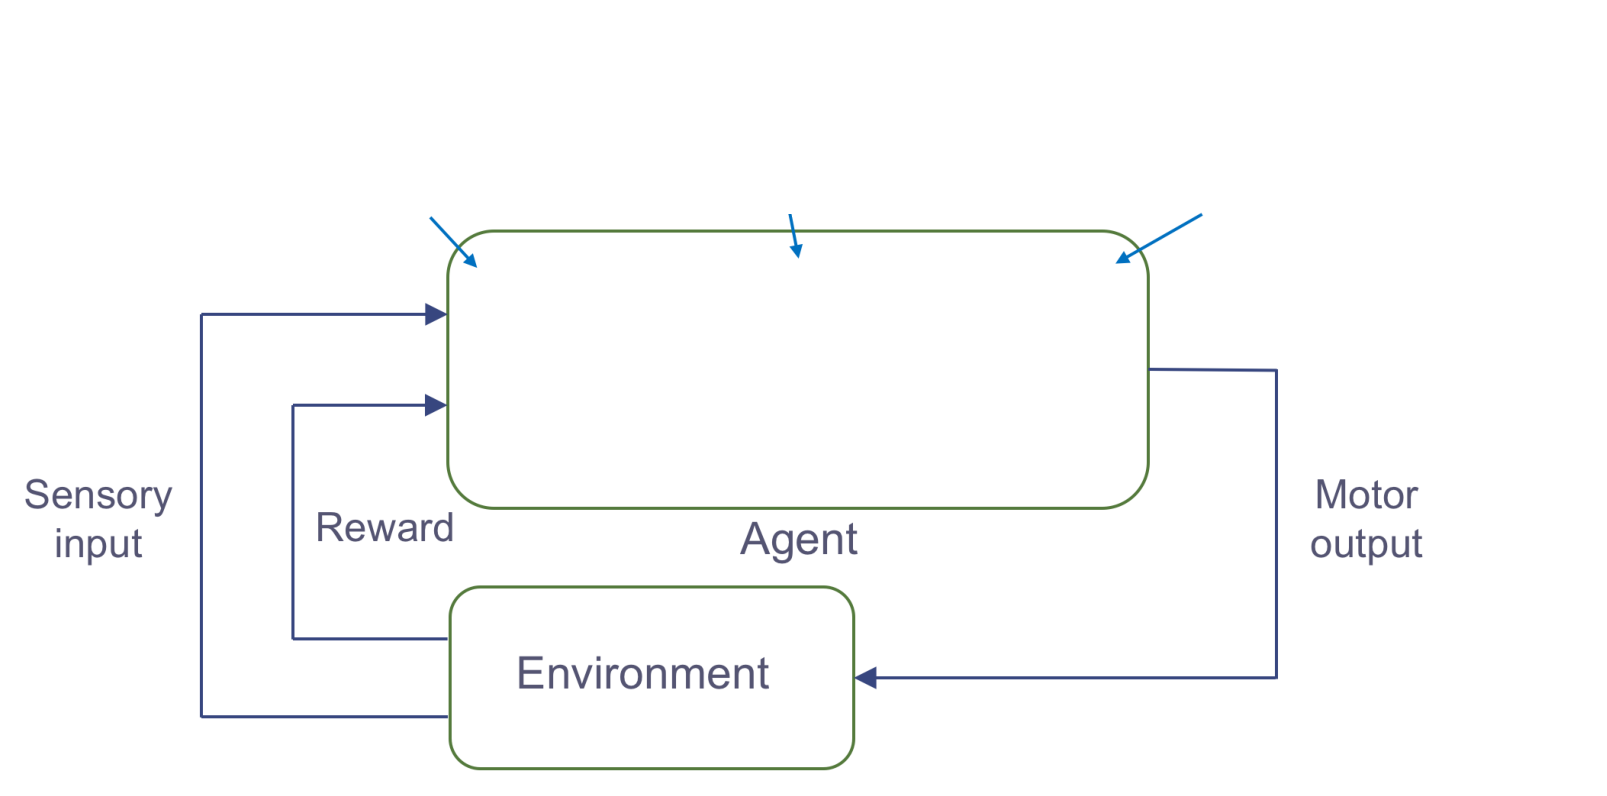 Sensory
input
Reward
Agent
Motor
output
Environment